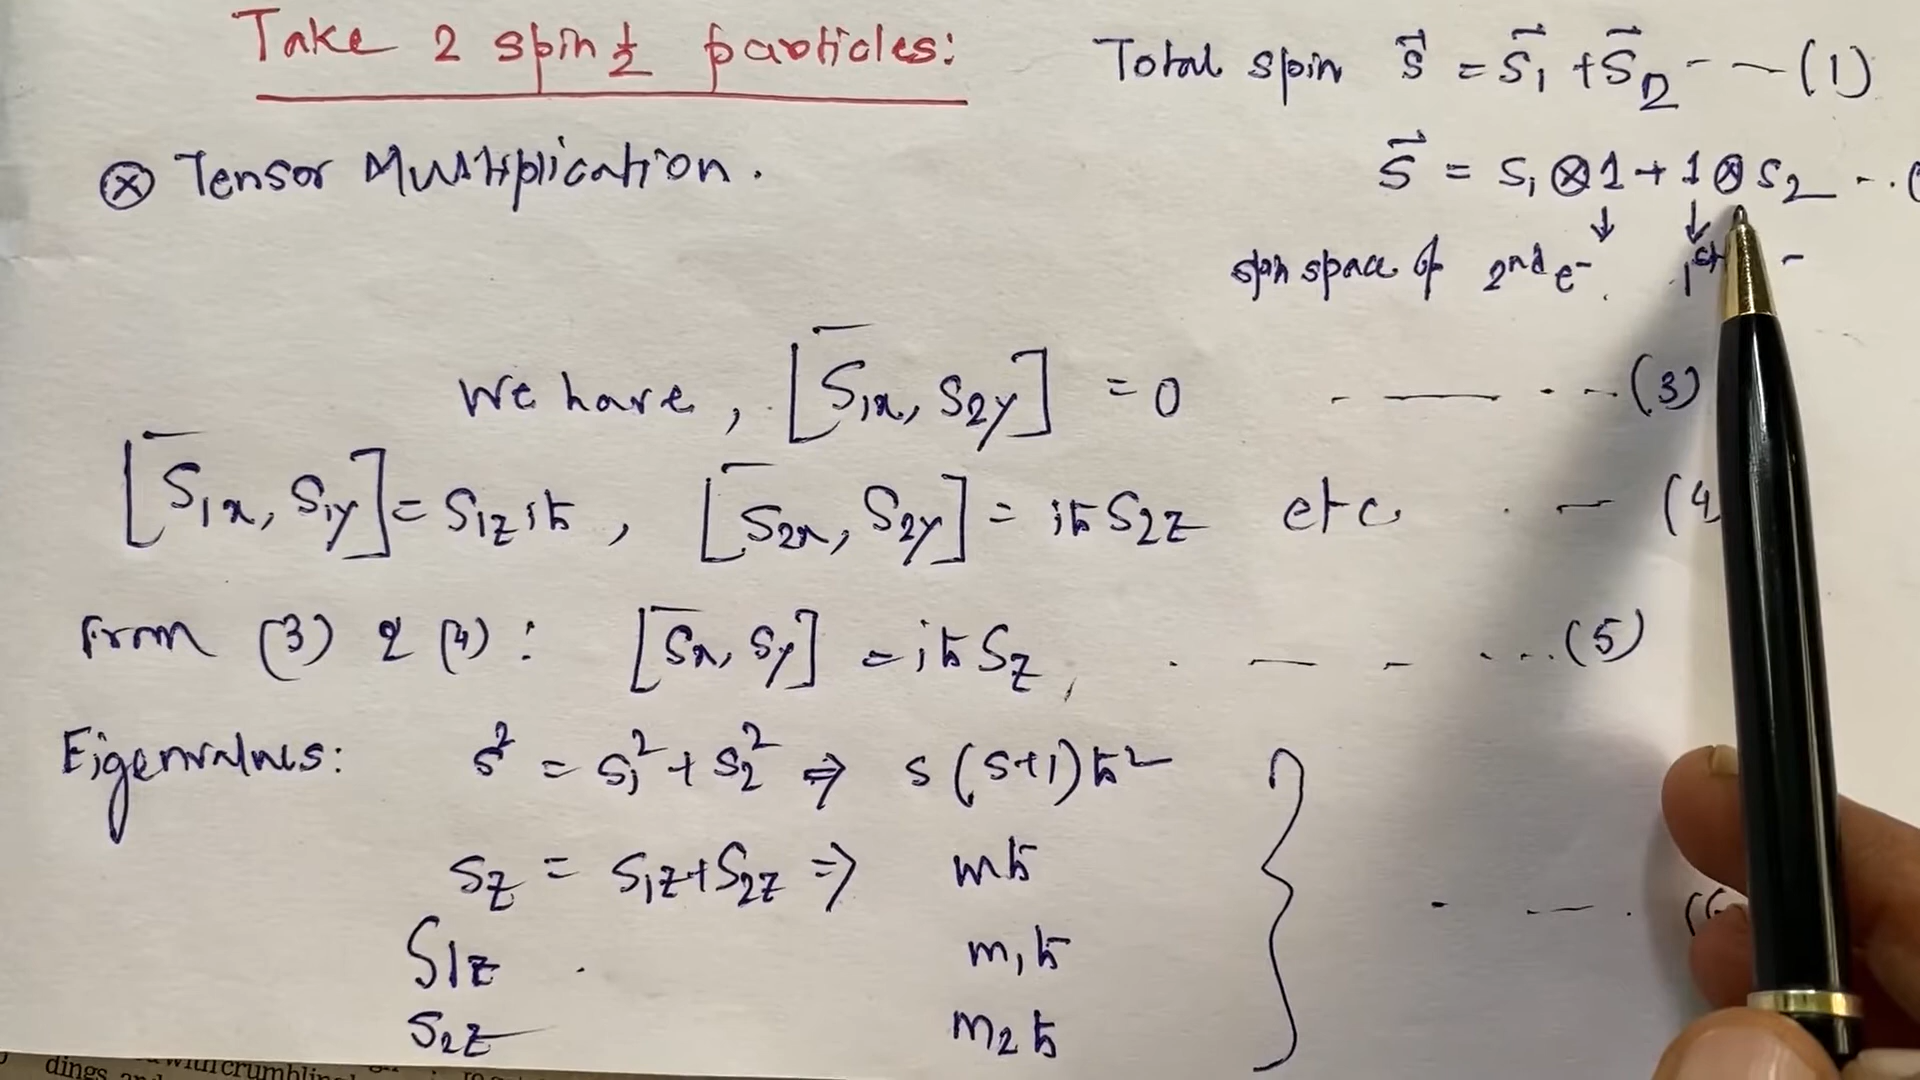 Take 2 spin ½ particles:
Total spin S⃗ = S⃗₁ + S⃗₂ - - — (1)
⊗ Tensor Multiplication.
S⃗ = S₁ ⊗ 1 + 1 ⊗ S₂ - . . (
↓ ↓
spin space of 2nd e⁻ . 1st -
We have, [S₁ₓ, S₂y] = 0 - —— - - - (3)
[S₁ₓ, S₁y] = S₁z iħ , [S₂ₓ, S₂y] = iħ S₂z etc . . — (4
From (3) & (4) : [Sₓ, Sy] = iħ Sz , . — - - . . . (5)
Eigenvalues: S² = S₁² + S₂² ⇒ s(s+1)ħ²
Sz = S₁z + S₂z ⇒ mħ
S₁z . m₁ħ
S₂z m₂ħ
dings